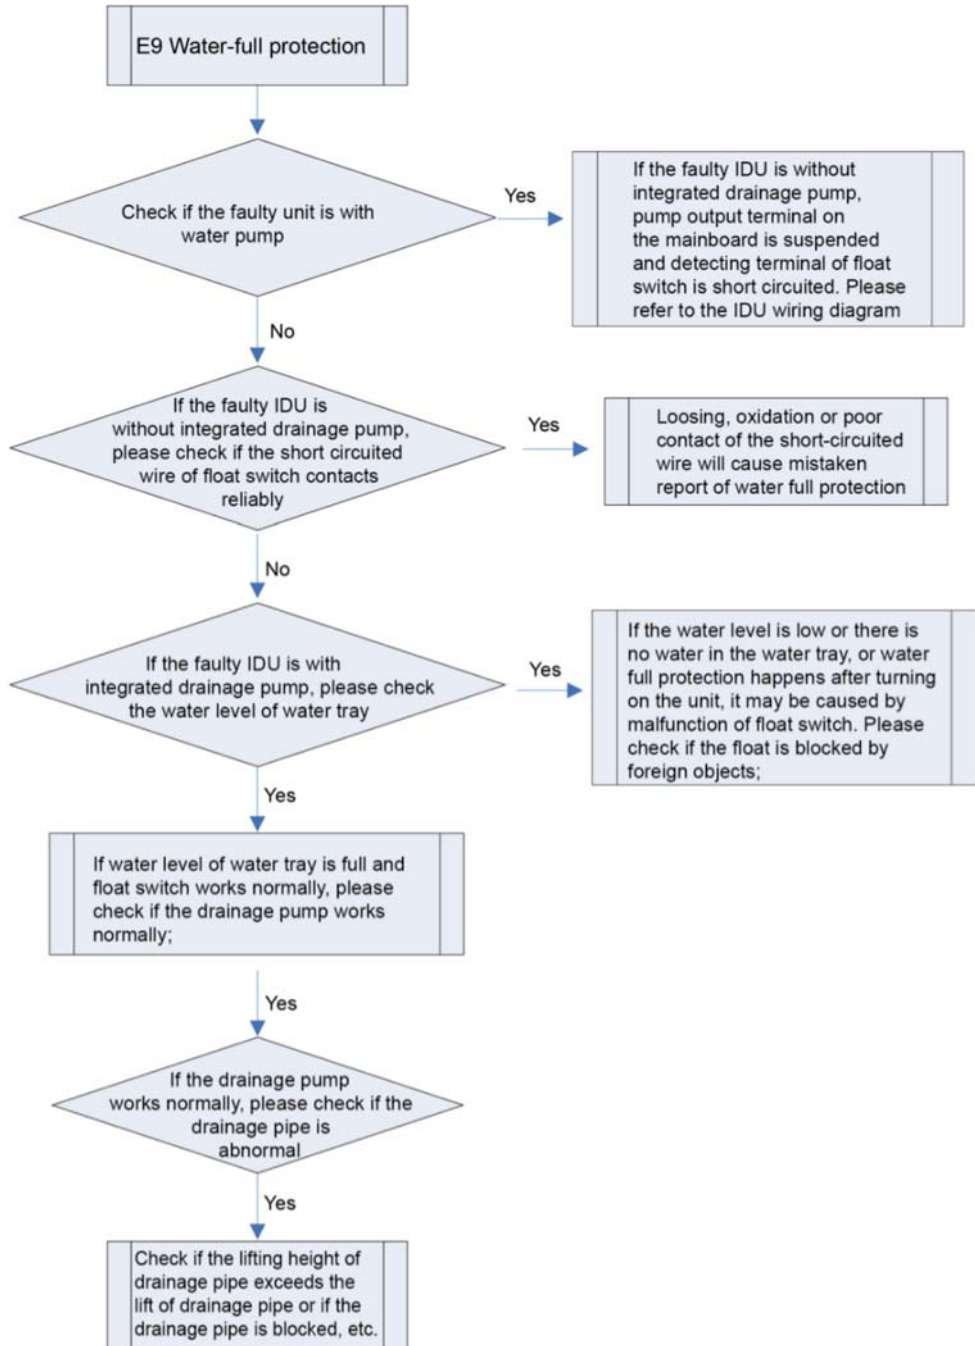 E9 Water-full protection
Check if the faulty unit is with
water pump
Yes
If the faulty IDU is without
integrated drainage pump,
pump output terminal on
the mainboard is suspended
and detecting terminal of float
switch is short circuited. Please
refer to the IDU wiring diagram
No
If the faulty IDU is
without integrated drainage pump,
please check if the short circuited
wire of float switch contacts
reliably
Yes
Loosing, oxidation or poor
contact of the short-circuited
wire will cause mistaken
report of water full protection
No
If the faulty IDU is with
integrated drainage pump, please check
the water level of water tray
Yes
If the water level is low or there is
no water in the water tray, or water
full protection happens after turning
on the unit, it may be caused by
malfunction of float switch. Please
check if the float is blocked by
foreign objects;
Yes
If water level of water tray is full and
float switch works normally, please
check if the drainage pump works
normally;
Yes
If the drainage pump
works normally, please check if the
drainage pipe is
abnormal
Yes
Check if the lifting height of
drainage pipe exceeds the
lift of drainage pipe or if the
drainage pipe is blocked, etc.